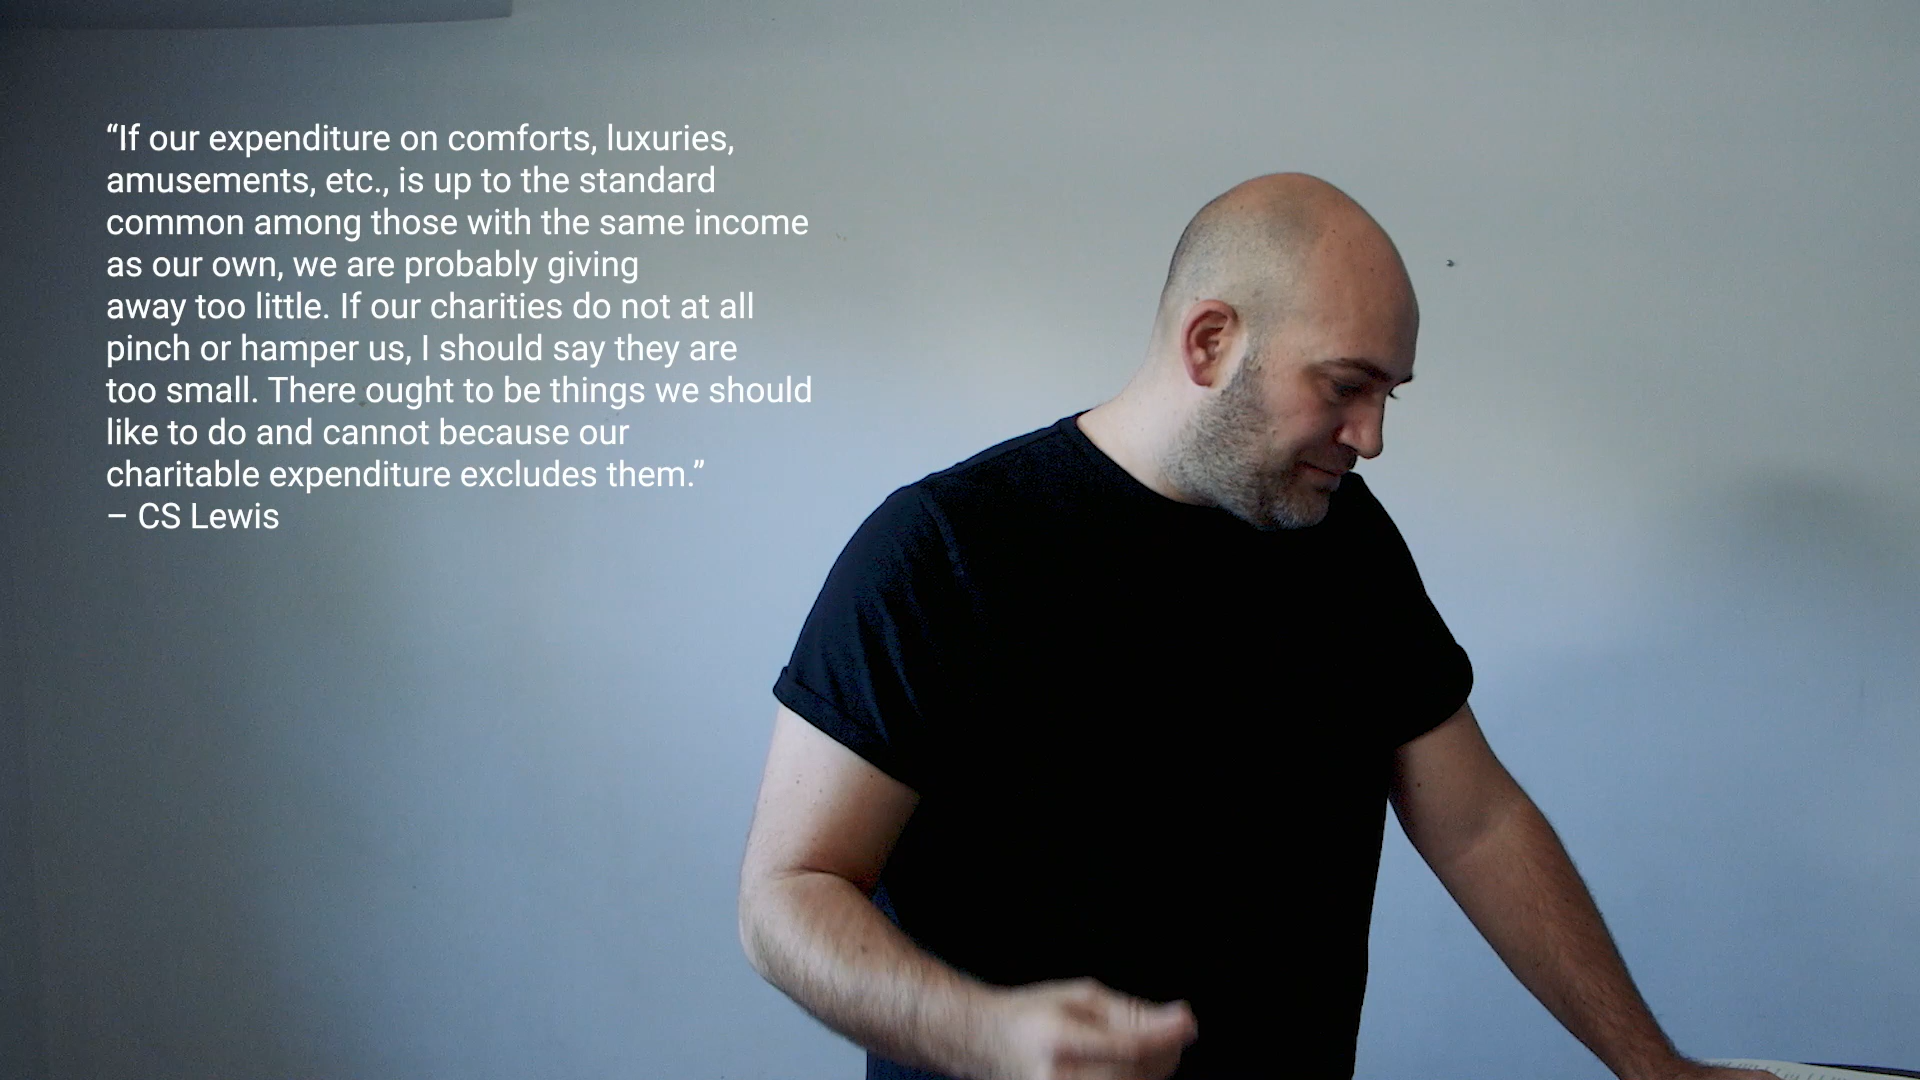 “If our expenditure on comforts, luxuries,
amusements, etc., is up to the standard
common among those with the same income
as our own, we are probably giving
away too little. If our charities do not at all
pinch or hamper us, I should say they are
too small. There ought to be things we should
like to do and cannot because our
charitable expenditure excludes them.”
– CS Lewis